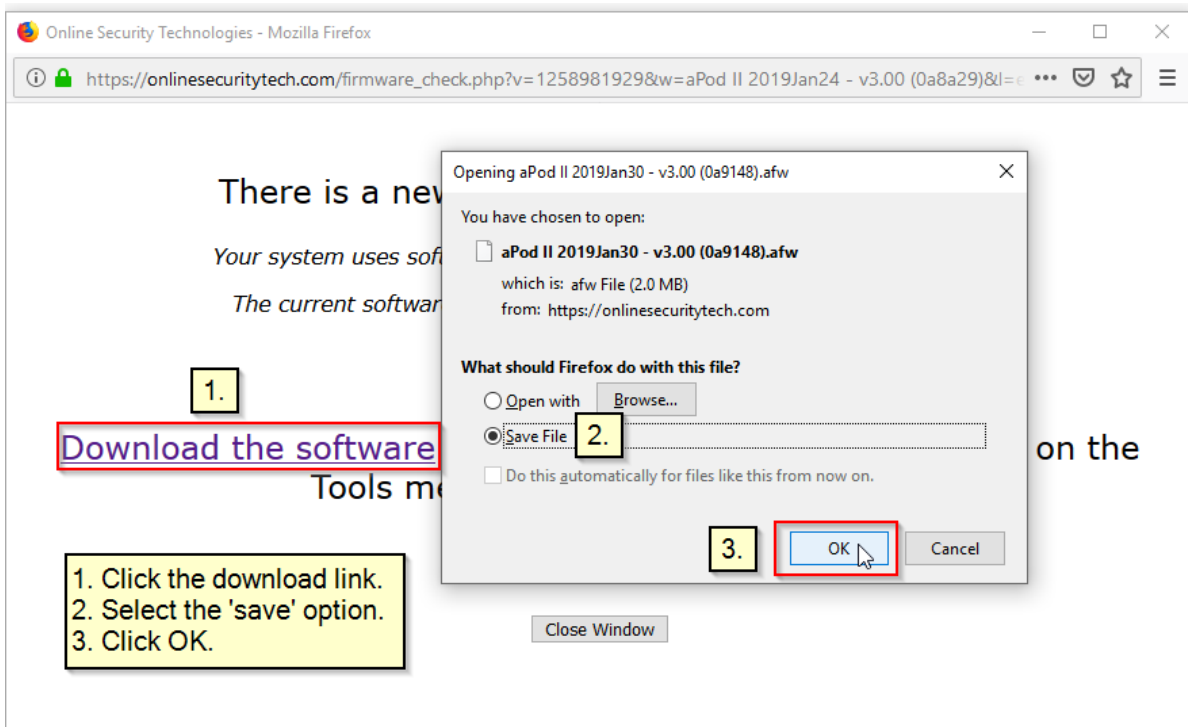 Online Security Technologies - Mozilla Firefox
https://onlinesecuritytech.com/firmware_check.php?v=1258981929&w=aPod II 2019Jan24 - v3.00 (0a8a29)&l=e
There is a new
Your system uses soft
The current softwar
1.
Download the software
on the
Tools me
Opening aPod II 2019Jan30 - v3.00 (0a9148).afw
You have chosen to open:
aPod II 2019Jan30 - v3.00 (0a9148).afw
which is: afw File (2.0 MB)
from: https://onlinesecuritytech.com
What should Firefox do with this file?
Open with Browse...
Save File 2.
Do this automatically for files like this from now on.
3. OK Cancel
1. Click the download link.
2. Select the 'save' option.
3. Click OK.
Close Window